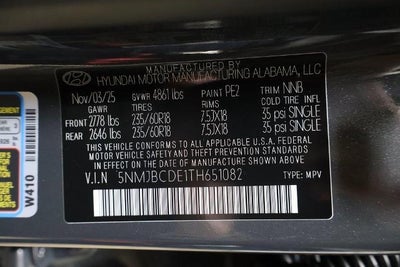 MANUFACTURED BY
HYUNDAI MOTOR MANUFACTURING ALABAMA, LLC
Nov/03/25 GVWR 4861 lbs PAINT PE2 TRIM NNB
GAWR TIRES RIMS COLD TIRE INFL
FRONT 2778 lbs 235/60R18 7.5JX18 35 psi SINGLE
REAR 2646 lbs 235/60R18 7.5JX18 35 psi SINGLE
THIS VEHICLE CONFORMS TO ALL APPLICABLE U.S.A. FEDERAL
MOTOR VEHICLE SAFETY AND THEFT PREVENTION STANDARDS
IN EFFECT ON THE DATE OF MANUFACTURE SHOWN ABOVE.
V.I.N 5NMJBCDE1TH651082 TYPE: MPV
W410